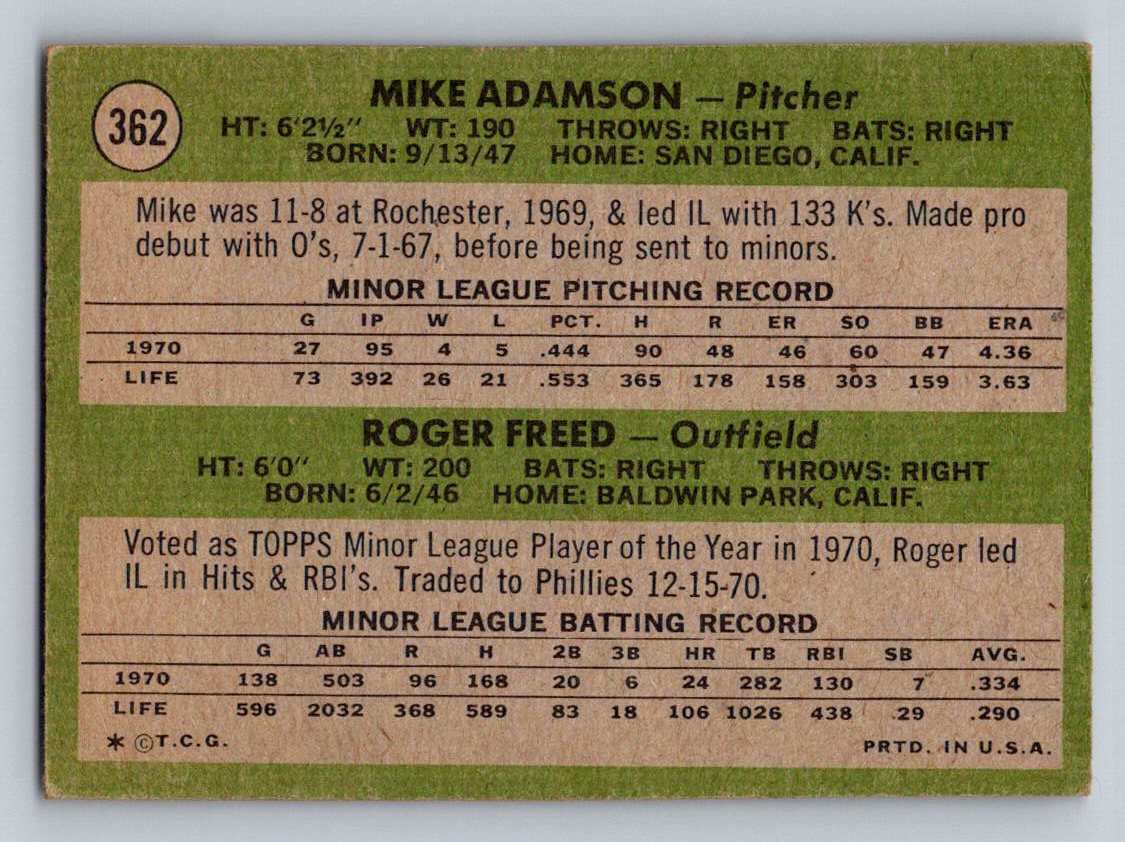 362
MIKE ADAMSON — Pitcher
HT: 6'2½" WT: 190 THROWS: RIGHT BATS: RIGHT
BORN: 9/13/47 HOME: SAN DIEGO, CALIF.
Mike was 11-8 at Rochester, 1969, & led IL with 133 K's. Made pro
debut with O's, 7-1-67, before being sent to minors.
MINOR LEAGUE PITCHING RECORD
G IP W L PCT. H R ER SO BB ERA
1970 27 95 4 5 .444 90 48 46 60 47 4.36
LIFE 73 392 26 21 .553 365 178 158 303 159 3.63
ROGER FREED — Outfield
HT: 6'0" WT: 200 BATS: RIGHT THROWS: RIGHT
BORN: 6/2/46 HOME: BALDWIN PARK, CALIF.
Voted as TOPPS Minor League Player of the Year in 1970, Roger led
IL in Hits & RBI's. Traded to Phillies 12-15-70.
MINOR LEAGUE BATTING RECORD
G AB R H 2B 3B HR TB RBI SB AVG.
1970 138 503 96 168 20 6 24 282 130 7 .334
LIFE 596 2032 368 589 83 18 106 1026 438 29 .290
* ©T.C.G. PRTD. IN U.S.A.